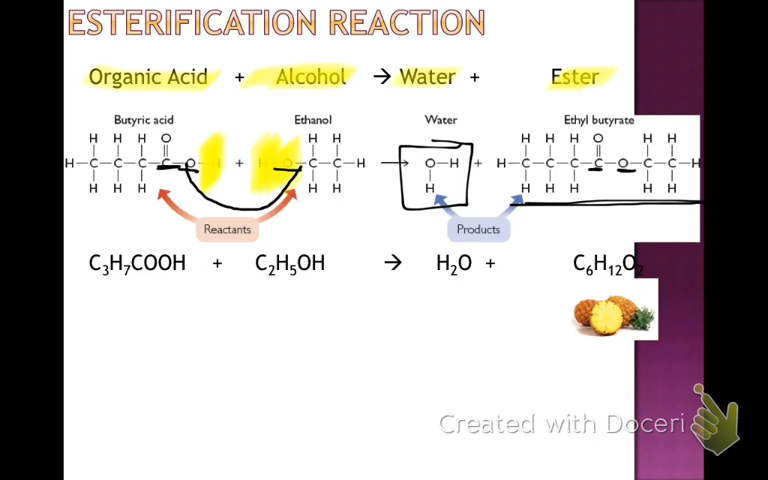 ESTERIFICATION REACTION
Organic Acid + Alcohol → Water + Ester
Butyric acid Ethanol Water Ethyl butyrate
H H H O H H H H H O H H
H—C—C—C—C—O + O—C—C—H → O—H + H—C—C—C—C—O—C—C—H
H H H H H H H H H H H
Reactants Products
C₃H₇COOH + C₂H₅OH → H₂O + C₆H₁₂O₂
Created with Doceri